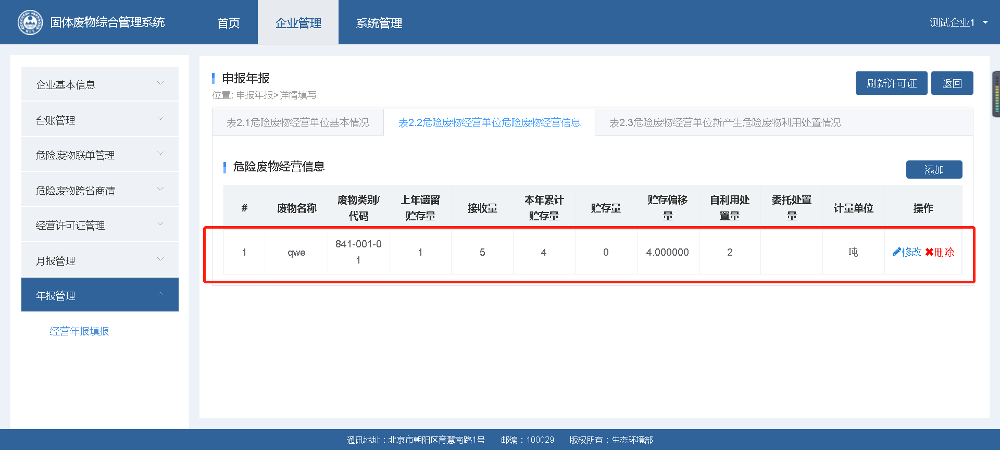 固体废物综合管理系统
首页
企业管理
系统管理
测试企业1
企业基本信息
台账管理
危险废物联单管理
危险废物跨省商请
经营许可证管理
月报管理
年报管理
经营年报填报
申报年报
位置: 申报年报>详情填写
刷新许可证
返回
表2.1危险废物经营单位基本情况
表2.2危险废物经营单位危险废物经营信息
表2.3危险废物经营单位新产生危险废物利用处置情况
危险废物经营信息
添加
#
废物名称
废物类别/
代码
上年遗留
贮存量
接收量
本年累计
贮存量
贮存量
贮存偏移
量
自利用处
置量
委托处置
量
计量单位
操作
1
qwe
841-001-0
1
1
5
4
0
4.000000
2
吨
修改
删除
通讯地址：北京市朝阳区育慧南路1号 邮编：100029 版权所有：生态环境部